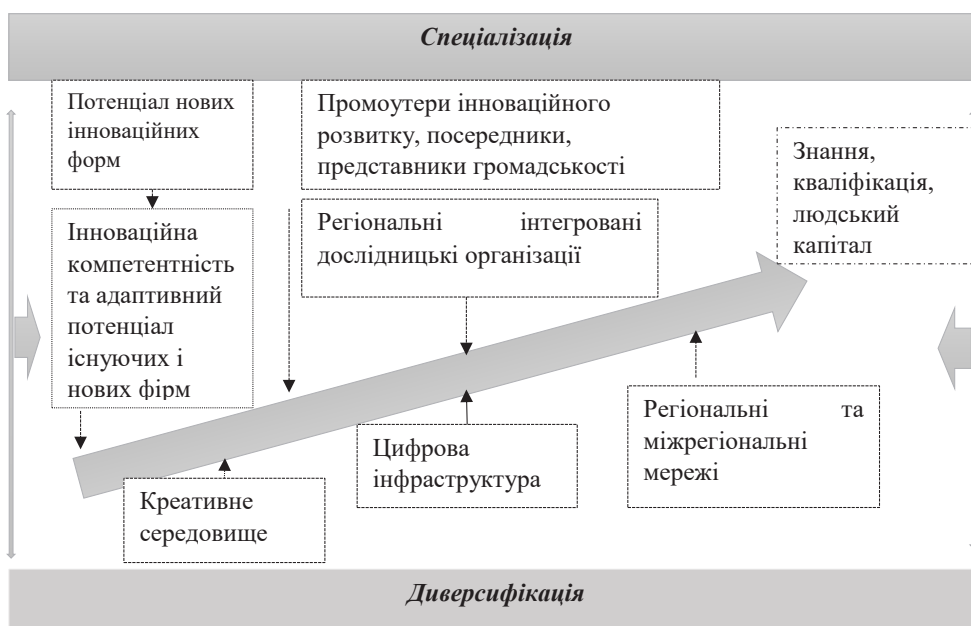 Спеціалізація
Потенціал нових
інноваційних
форм
Промоутери інноваційного
розвитку, посередники,
представники громадськості
Знання,
кваліфікація,
людський
капітал
Інноваційна
компетентність
та адаптивний
потенціал
існуючих і
нових фірм
Регіональні інтегровані
дослідницькі організації
Регіональні та
міжрегіональні
мережі
Цифрова
інфраструктура
Креативне
середовище
Диверсифікація